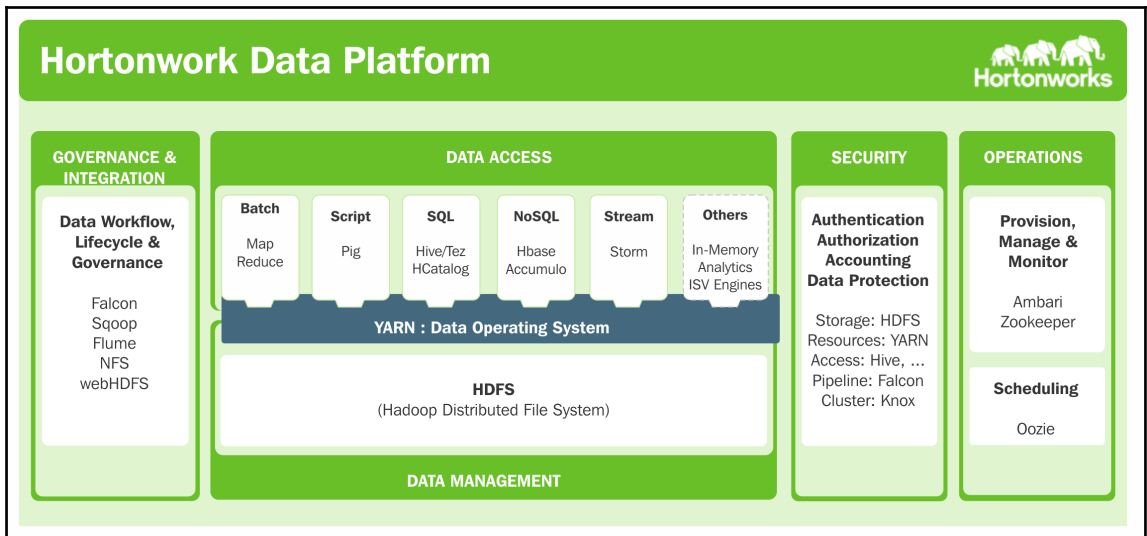 Hortonwork Data Platform
Hortonworks
GOVERNANCE &
INTEGRATION
Data Workflow,
Lifecycle &
Governance
Falcon
Sqoop
Flume
NFS
webHDFS
DATA ACCESS
Batch
Map
Reduce
Script
Pig
SQL
Hive/Tez
HCatalog
NoSQL
Hbase
Accumulo
Stream
Storm
Others
In-Memory
Analytics
ISV Engines
YARN : Data Operating System
HDFS
(Hadoop Distributed File System)
DATA MANAGEMENT
SECURITY
Authentication
Authorization
Accounting
Data Protection
Storage: HDFS
Resources: YARN
Access: Hive, ...
Pipeline: Falcon
Cluster: Knox
OPERATIONS
Provision,
Manage &
Monitor
Ambari
Zookeeper
Scheduling
Oozie